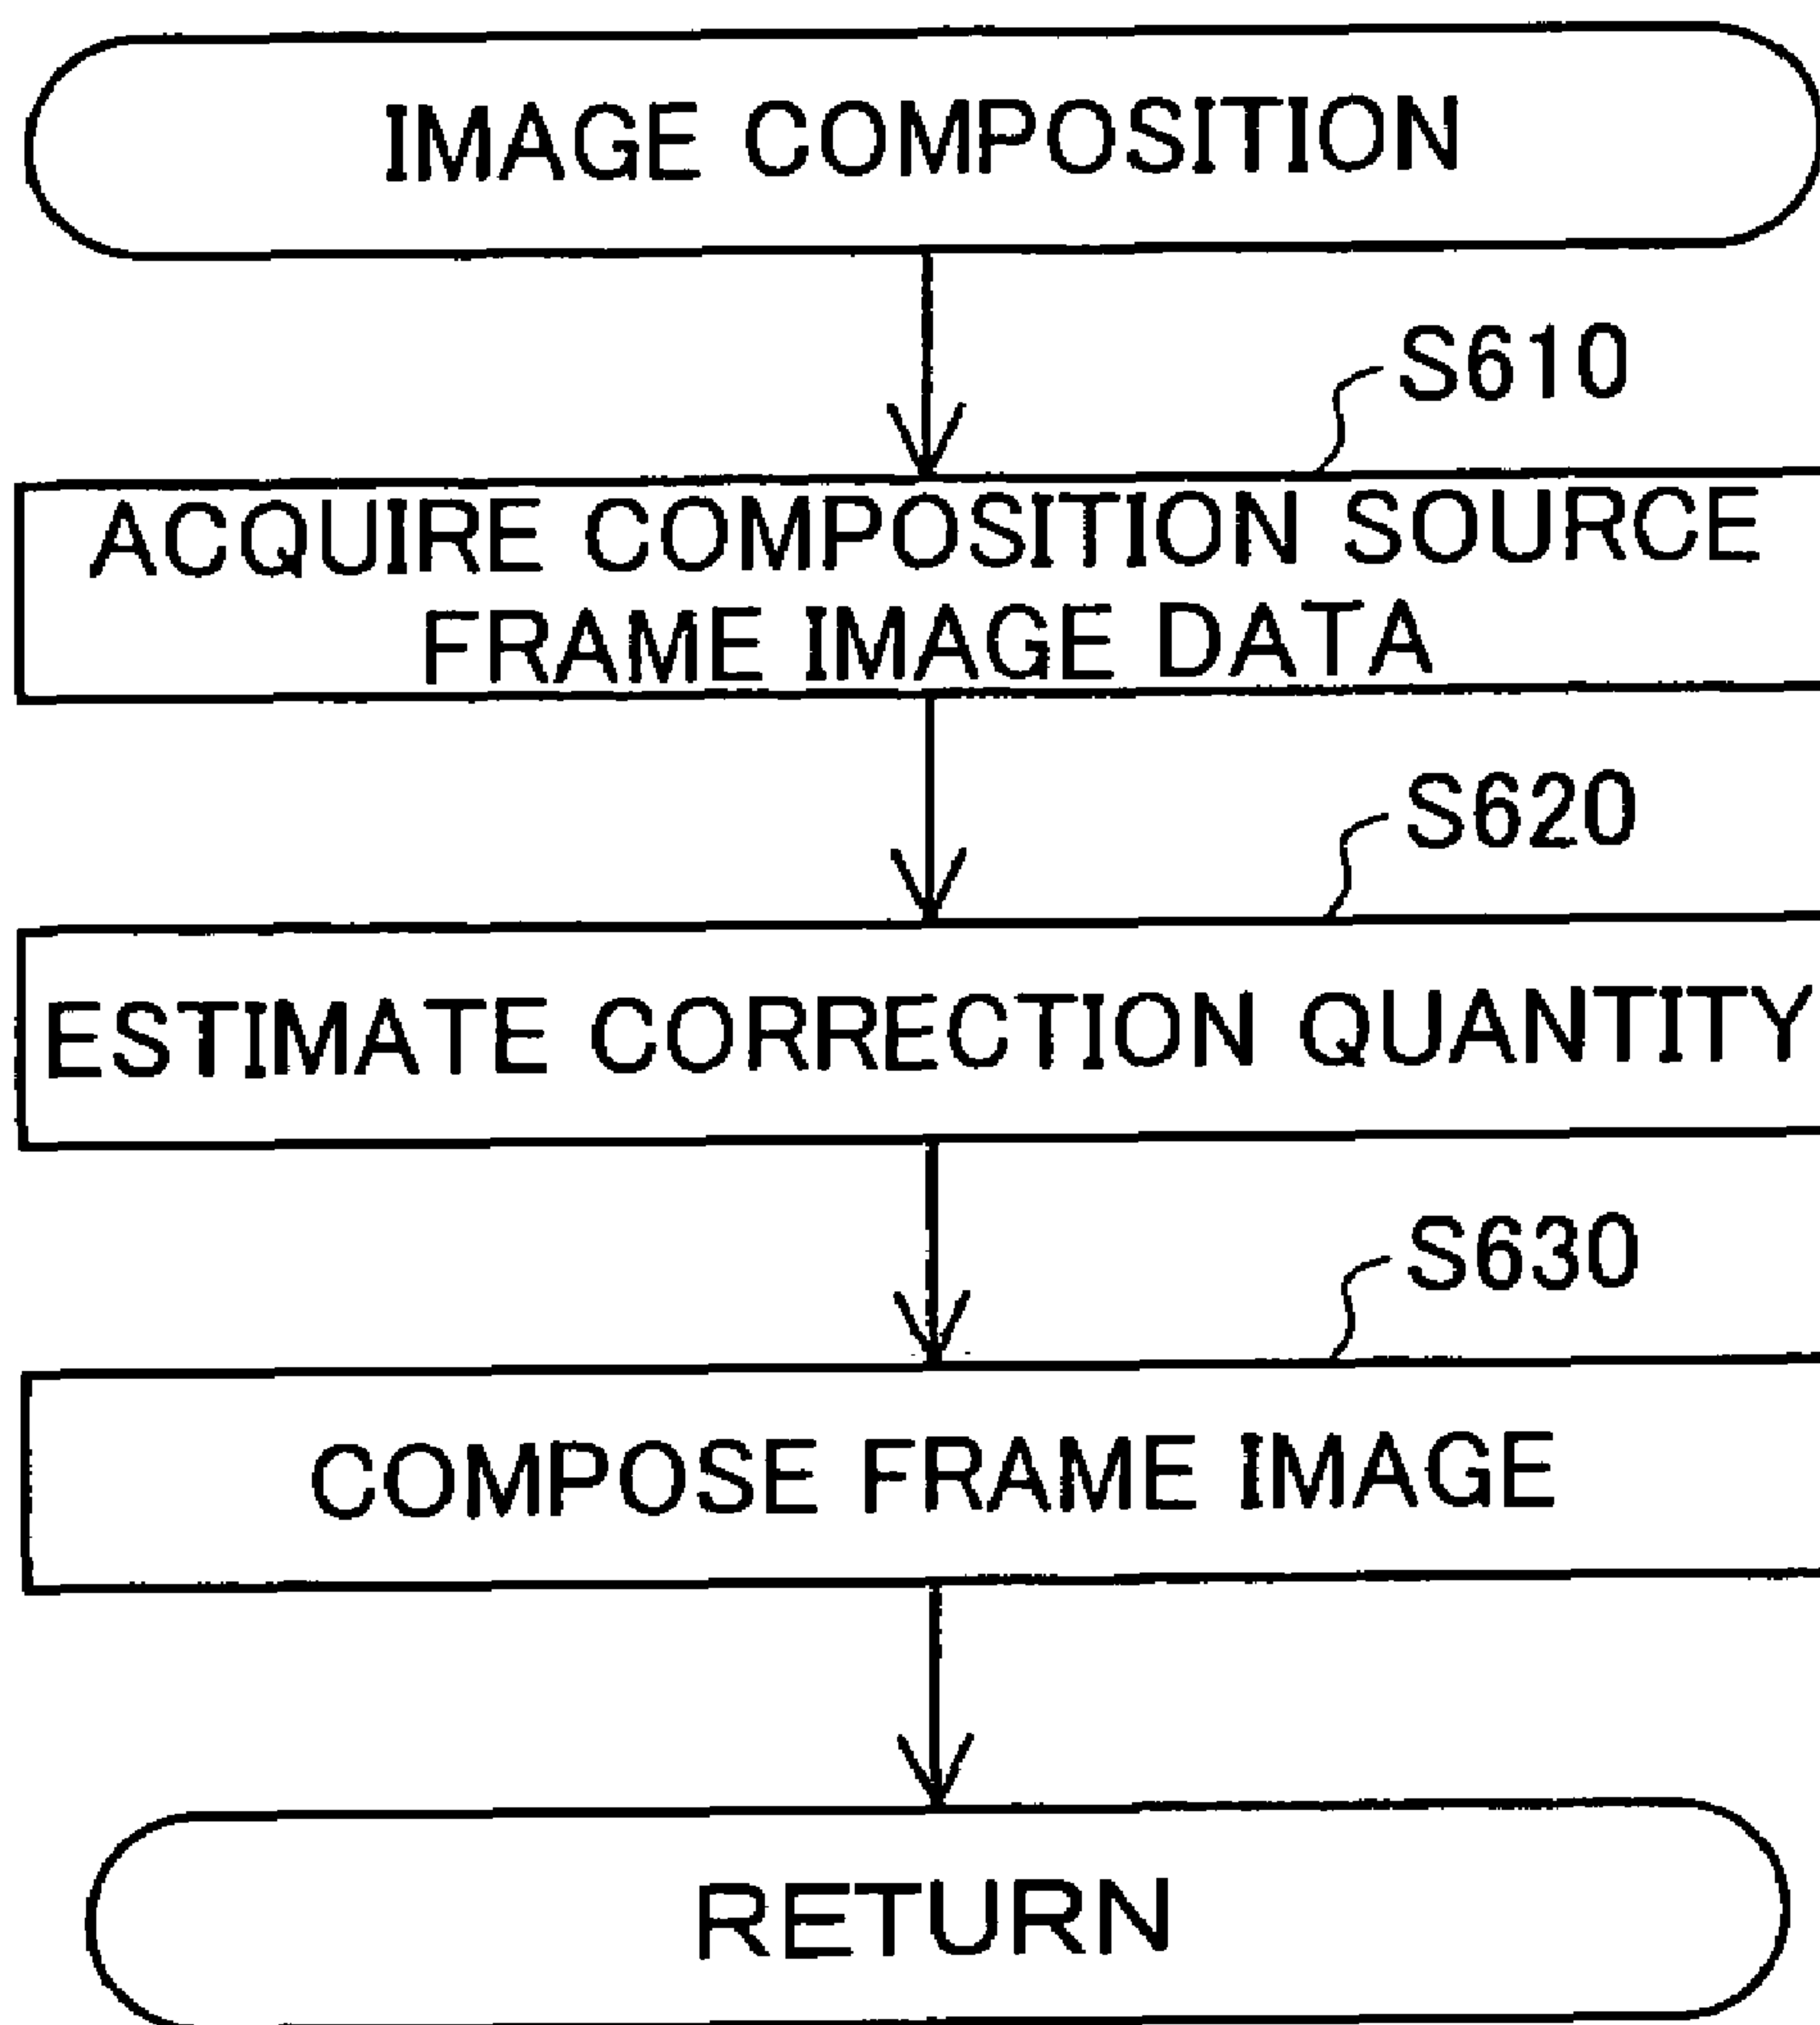 IMAGE COMPOSITION
S610
ACQUIRE COMPOSITION SOURCE
FRAME IMAGE DATA
S620
ESTIMATE CORRECTION QUANTITY
S630
COMPOSE FRAME IMAGE
RETURN